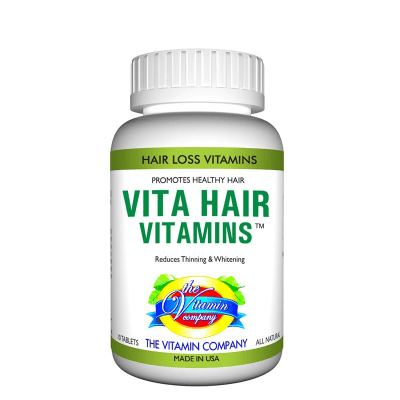 HAIR LOSS VITAMINS
PROMOTES HEALTHY HAIR
VITA HAIR
VITAMINS™
Reduces Thinning & Whitening
the
Vitamin
company
TABLETS
ALL NATURAL
THE VITAMIN COMPANY
MADE IN USA